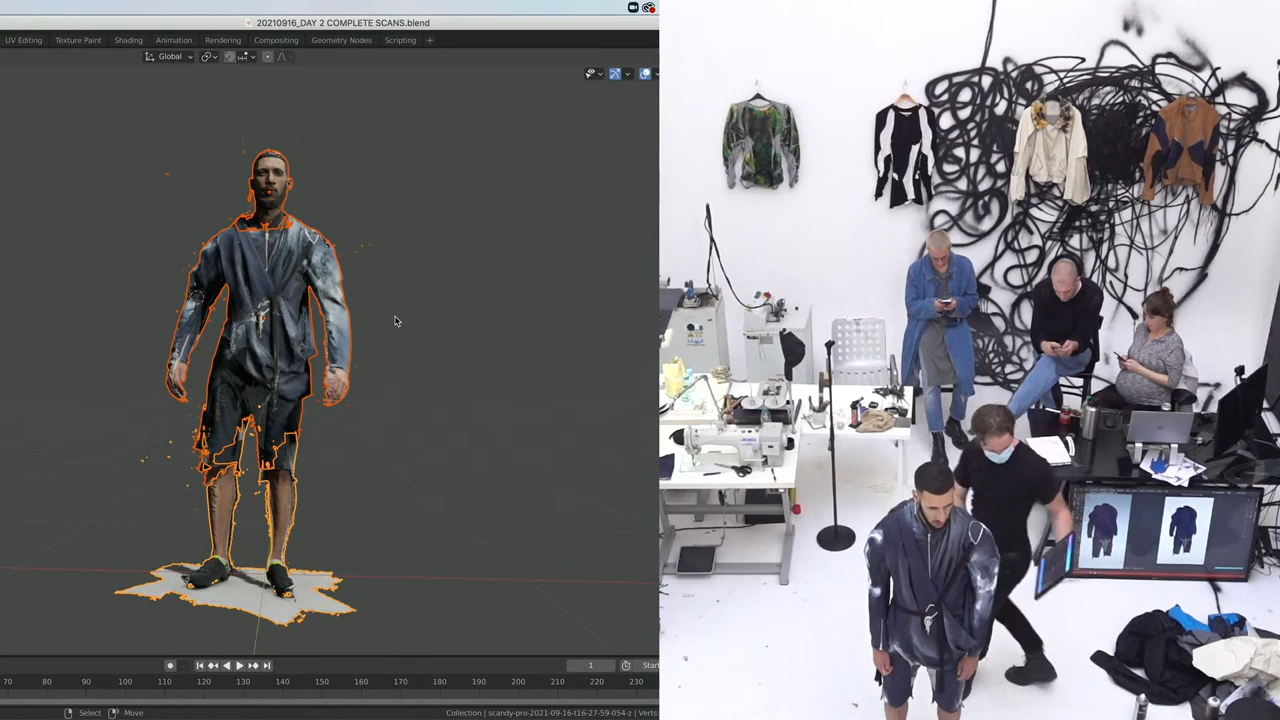 20210916_DAY 2 COMPLETE SCANS.blend
UV Editing Texture Paint Shading Animation Rendering Compositing Geometry Nodes Scripting +
Global
1 Start
70 80 90 100 110 120 130 140 150 160 170 180 190 200 210 220 230
Select Move Collection | scandy-pro-2021-09-16-t16-27-59-054-z | Verts: